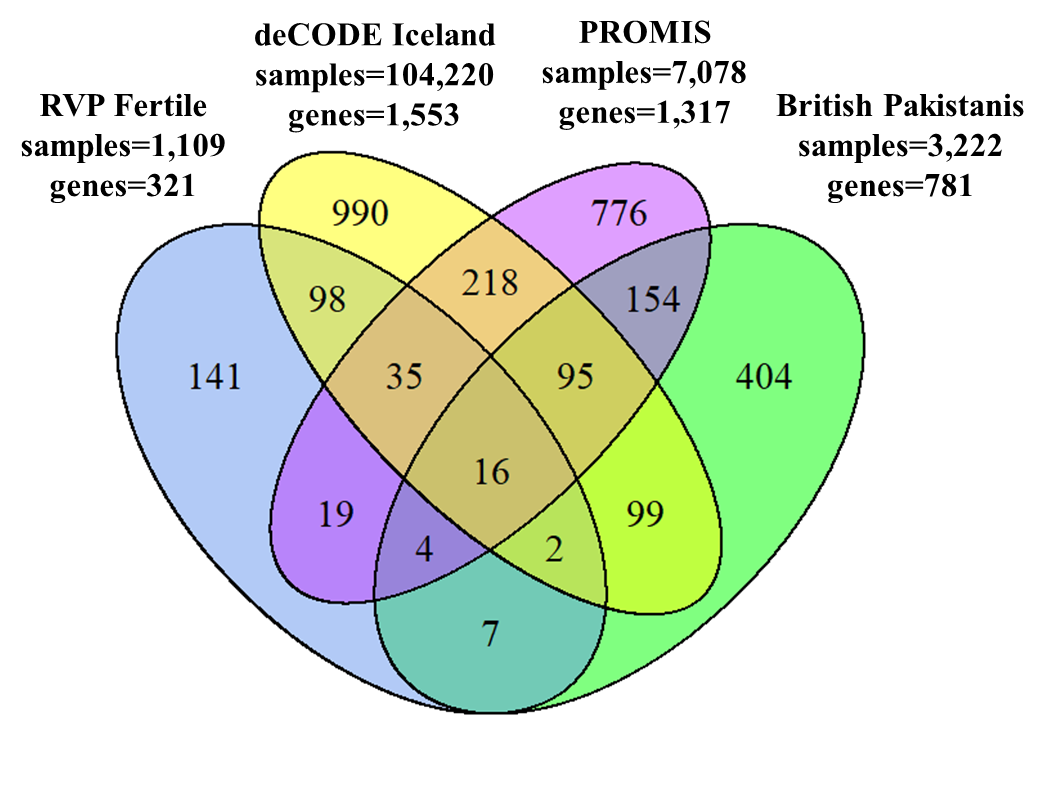 deCODE Iceland
samples=104,220
genes=1,553
PROMIS
samples=7,078
genes=1,317
RVP Fertile
samples=1,109
genes=321
British Pakistanis
samples=3,222
genes=781
990
776
98
218
154
141
35
95
404
16
19
99
4
2
7